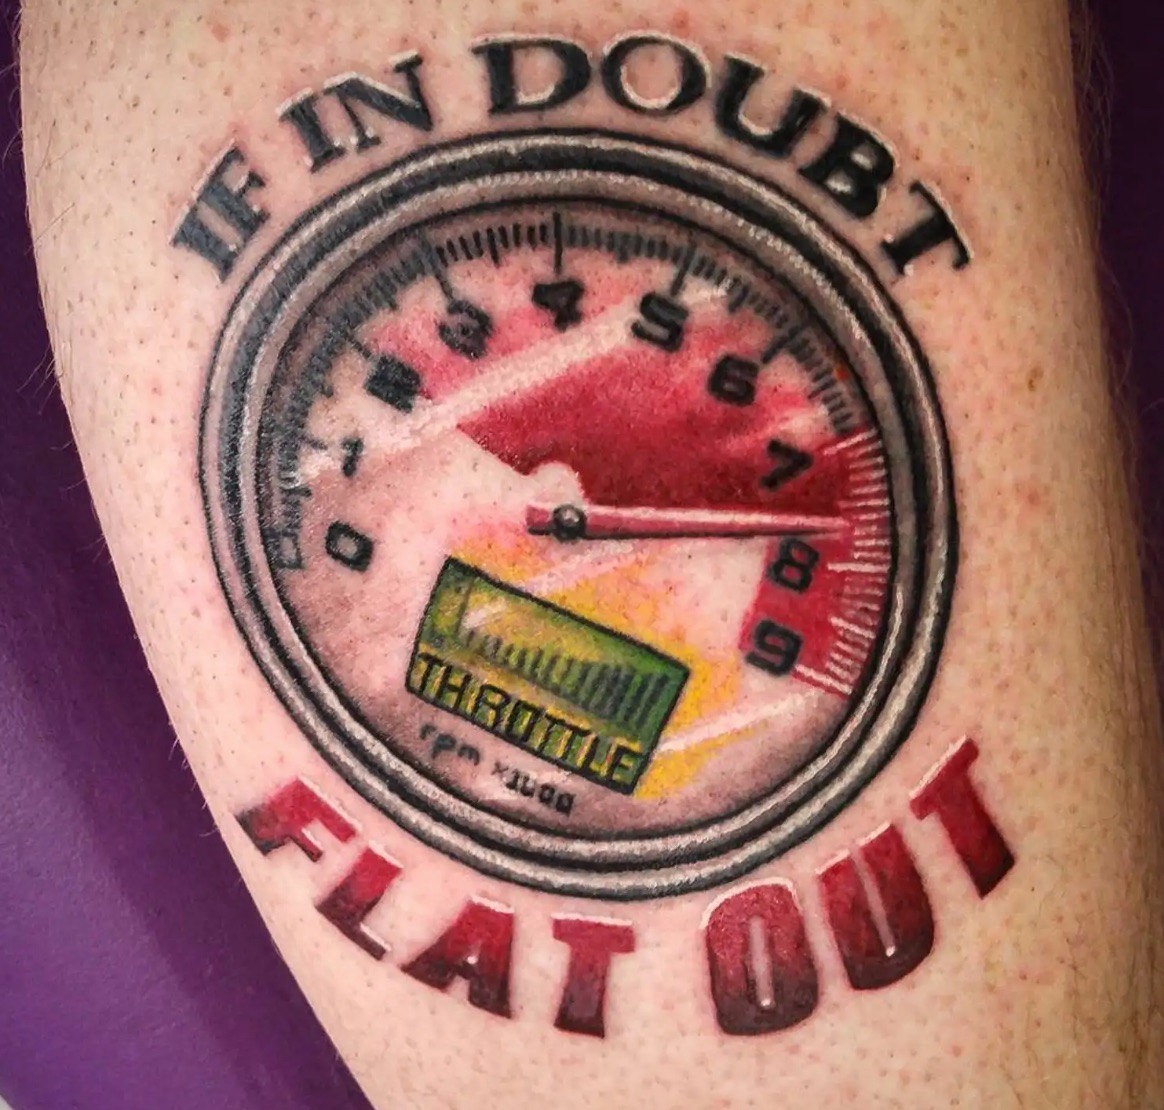 IF IN DOUBT
0 1 2 3 4 5 6 7 8 9
THROTTLE
rpm x1000
FLAT OUT